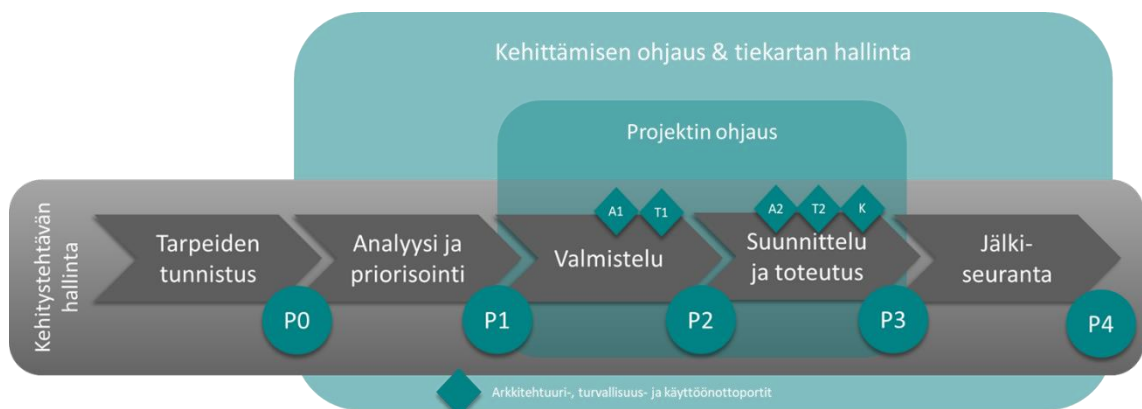 Kehittämisen ohjaus & tiekartan hallinta
Projektin ohjaus
Kehitystehtävän
hallinta
Tarpeiden
tunnistus
Analyysi ja
priorisointi
Valmistelu
A1
T1
Suunnittelu
ja toteutus
A2
T2
K
Jälki-
seuranta
P0
P1
P2
P3
P4
Arkkitehtuuri-, turvallisuus- ja käyttöönottoportit